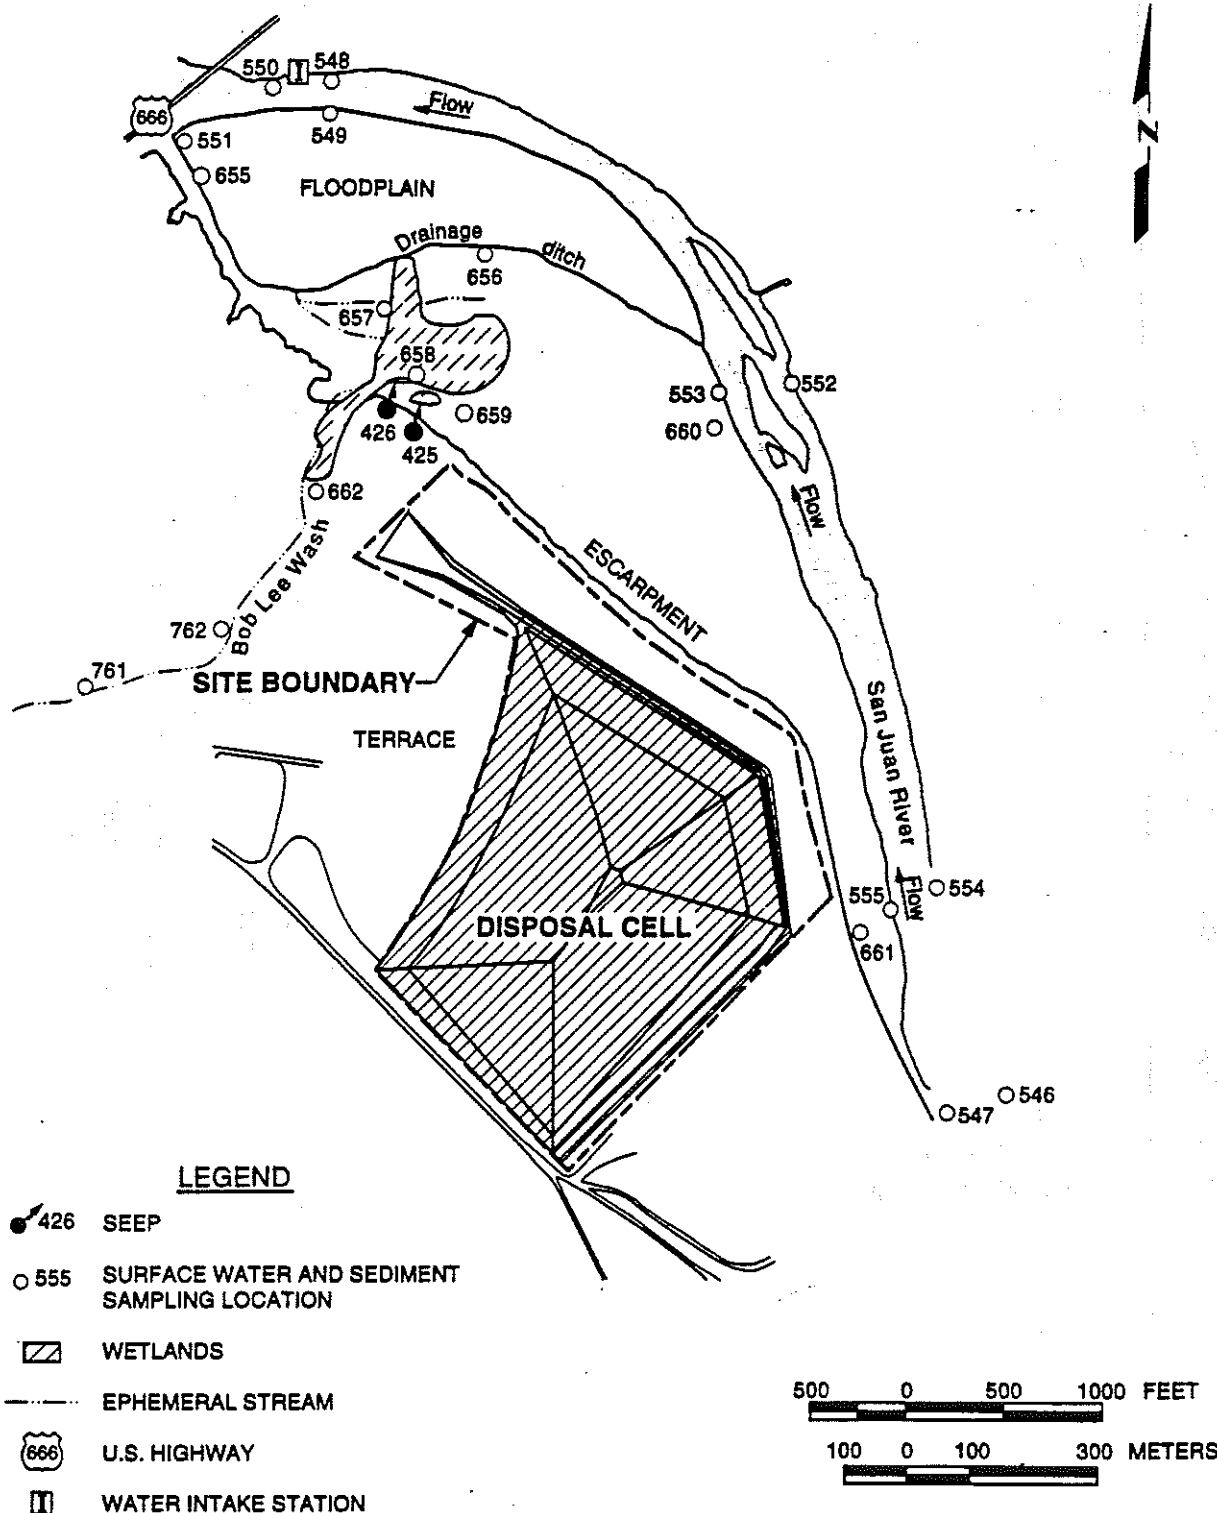 550
I
548
Flow
666
549
551
655
FLOODPLAIN
Drainage
ditch
656
657
658
553
552
659
660
426
425
662
Flow
Bob Lee Wash
ESCARPMENT
762
761
SITE BOUNDARY
San Juan River
TERRACE
555
Flow
554
DISPOSAL CELL
661
546
547
N
LEGEND
426 SEEP
555 SURFACE WATER AND SEDIMENT
SAMPLING LOCATION
WETLANDS
EPHEMERAL STREAM
666 U.S. HIGHWAY
I WATER INTAKE STATION
500 0 500 1000 FEET
100 0 100 300 METERS